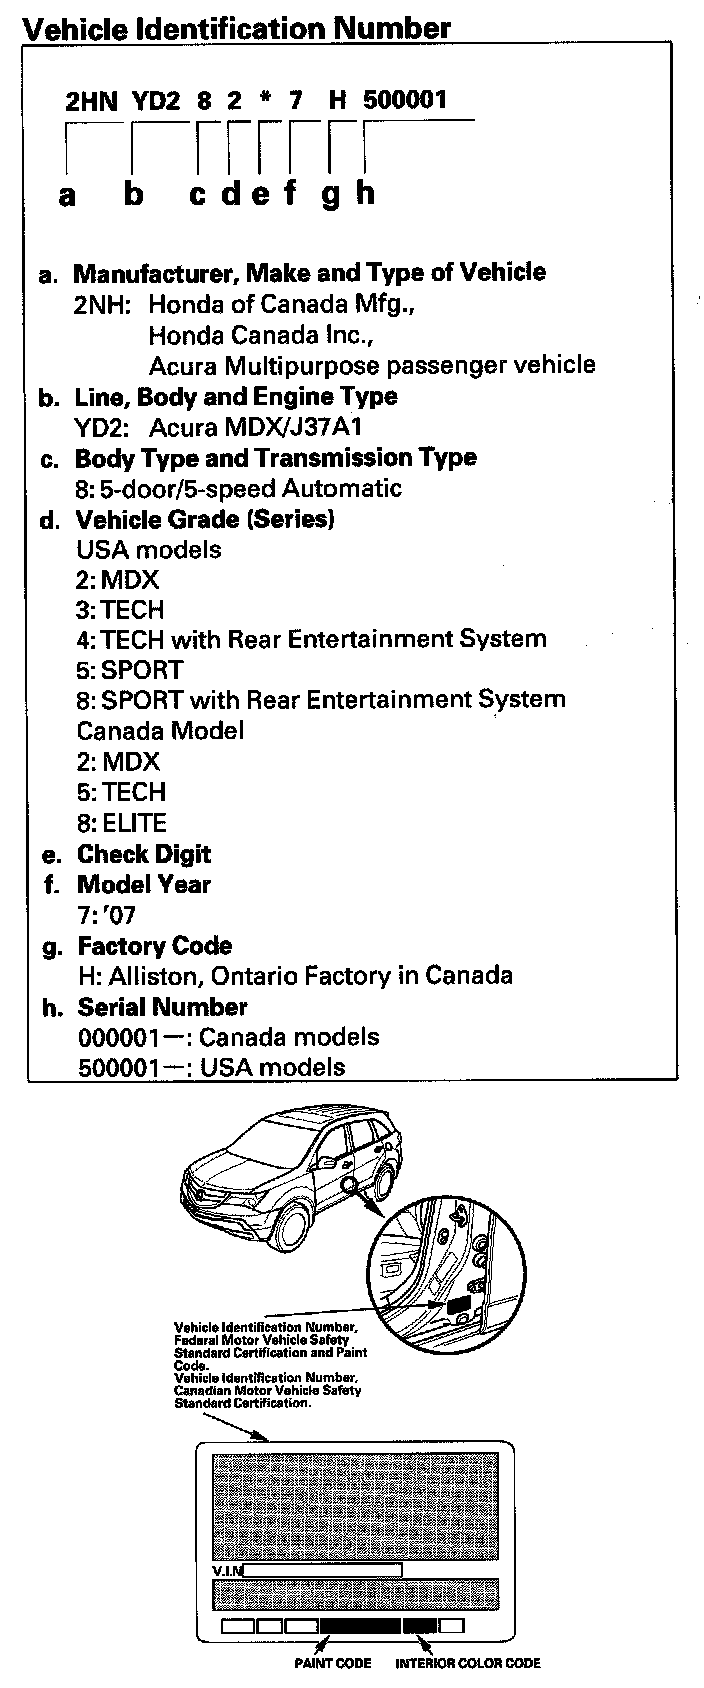 Vehicle Identification Number
2HN YD2 8 2 * 7 H 500001
a b c d e f g h
a. Manufacturer, Make and Type of Vehicle
2NH: Honda of Canada Mfg.,
Honda Canada Inc.,
Acura Multipurpose passenger vehicle
b. Line, Body and Engine Type
YD2: Acura MDX/J37A1
c. Body Type and Transmission Type
8: 5-door/5-speed Automatic
d. Vehicle Grade (Series)
USA models
2: MDX
3: TECH
4: TECH with Rear Entertainment System
5: SPORT
8: SPORT with Rear Entertainment System
Canada Model
2: MDX
5: TECH
8: ELITE
e. Check Digit
f. Model Year
7: '07
g. Factory Code
H: Alliston, Ontario Factory in Canada
h. Serial Number
000001—: Canada models
500001—: USA models
Vehicle Identification Number,
Federal Motor Vehicle Safety
Standard Certification and Paint
Code.
Vehicle Identification Number,
Canadian Motor Vehicle Safety
Standard Certification.
V.I.N
PAINT CODE INTERIOR COLOR CODE